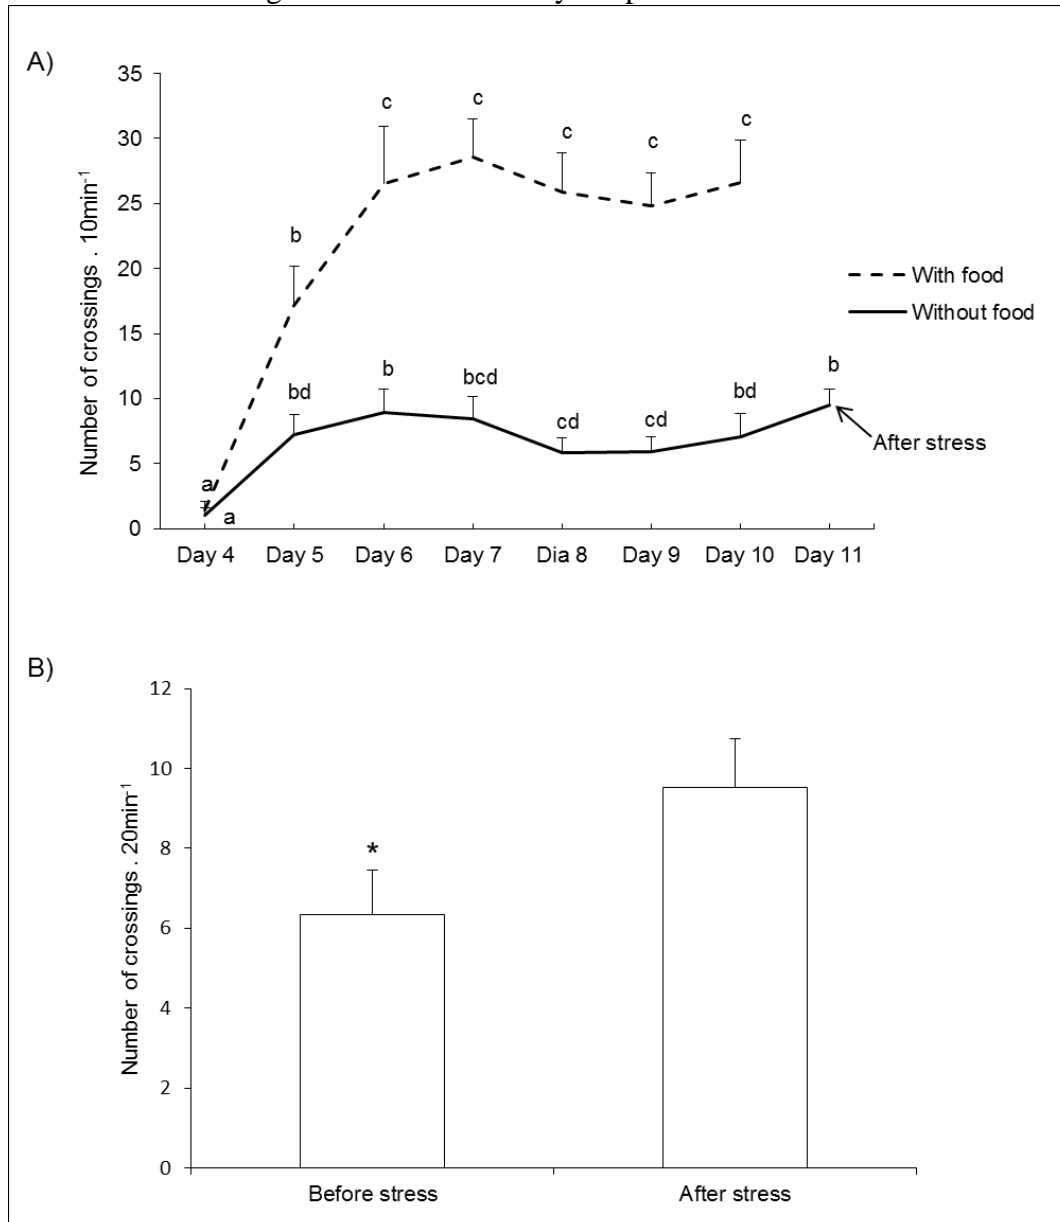 A)
35
30
25
20
15
10
5
0
Number of crossings . 10min-1
c
c
c
c
c
b
With food
Without food
bd
b
bcd
cd
cd
bd
b
After stress
a
a
Day 4 Day 5 Day 6 Day 7 Dia 8 Day 9 Day 10 Day 11
B)
12
10
8
6
4
2
0
Number of crossings . 20min-1
*
Before stress After stress